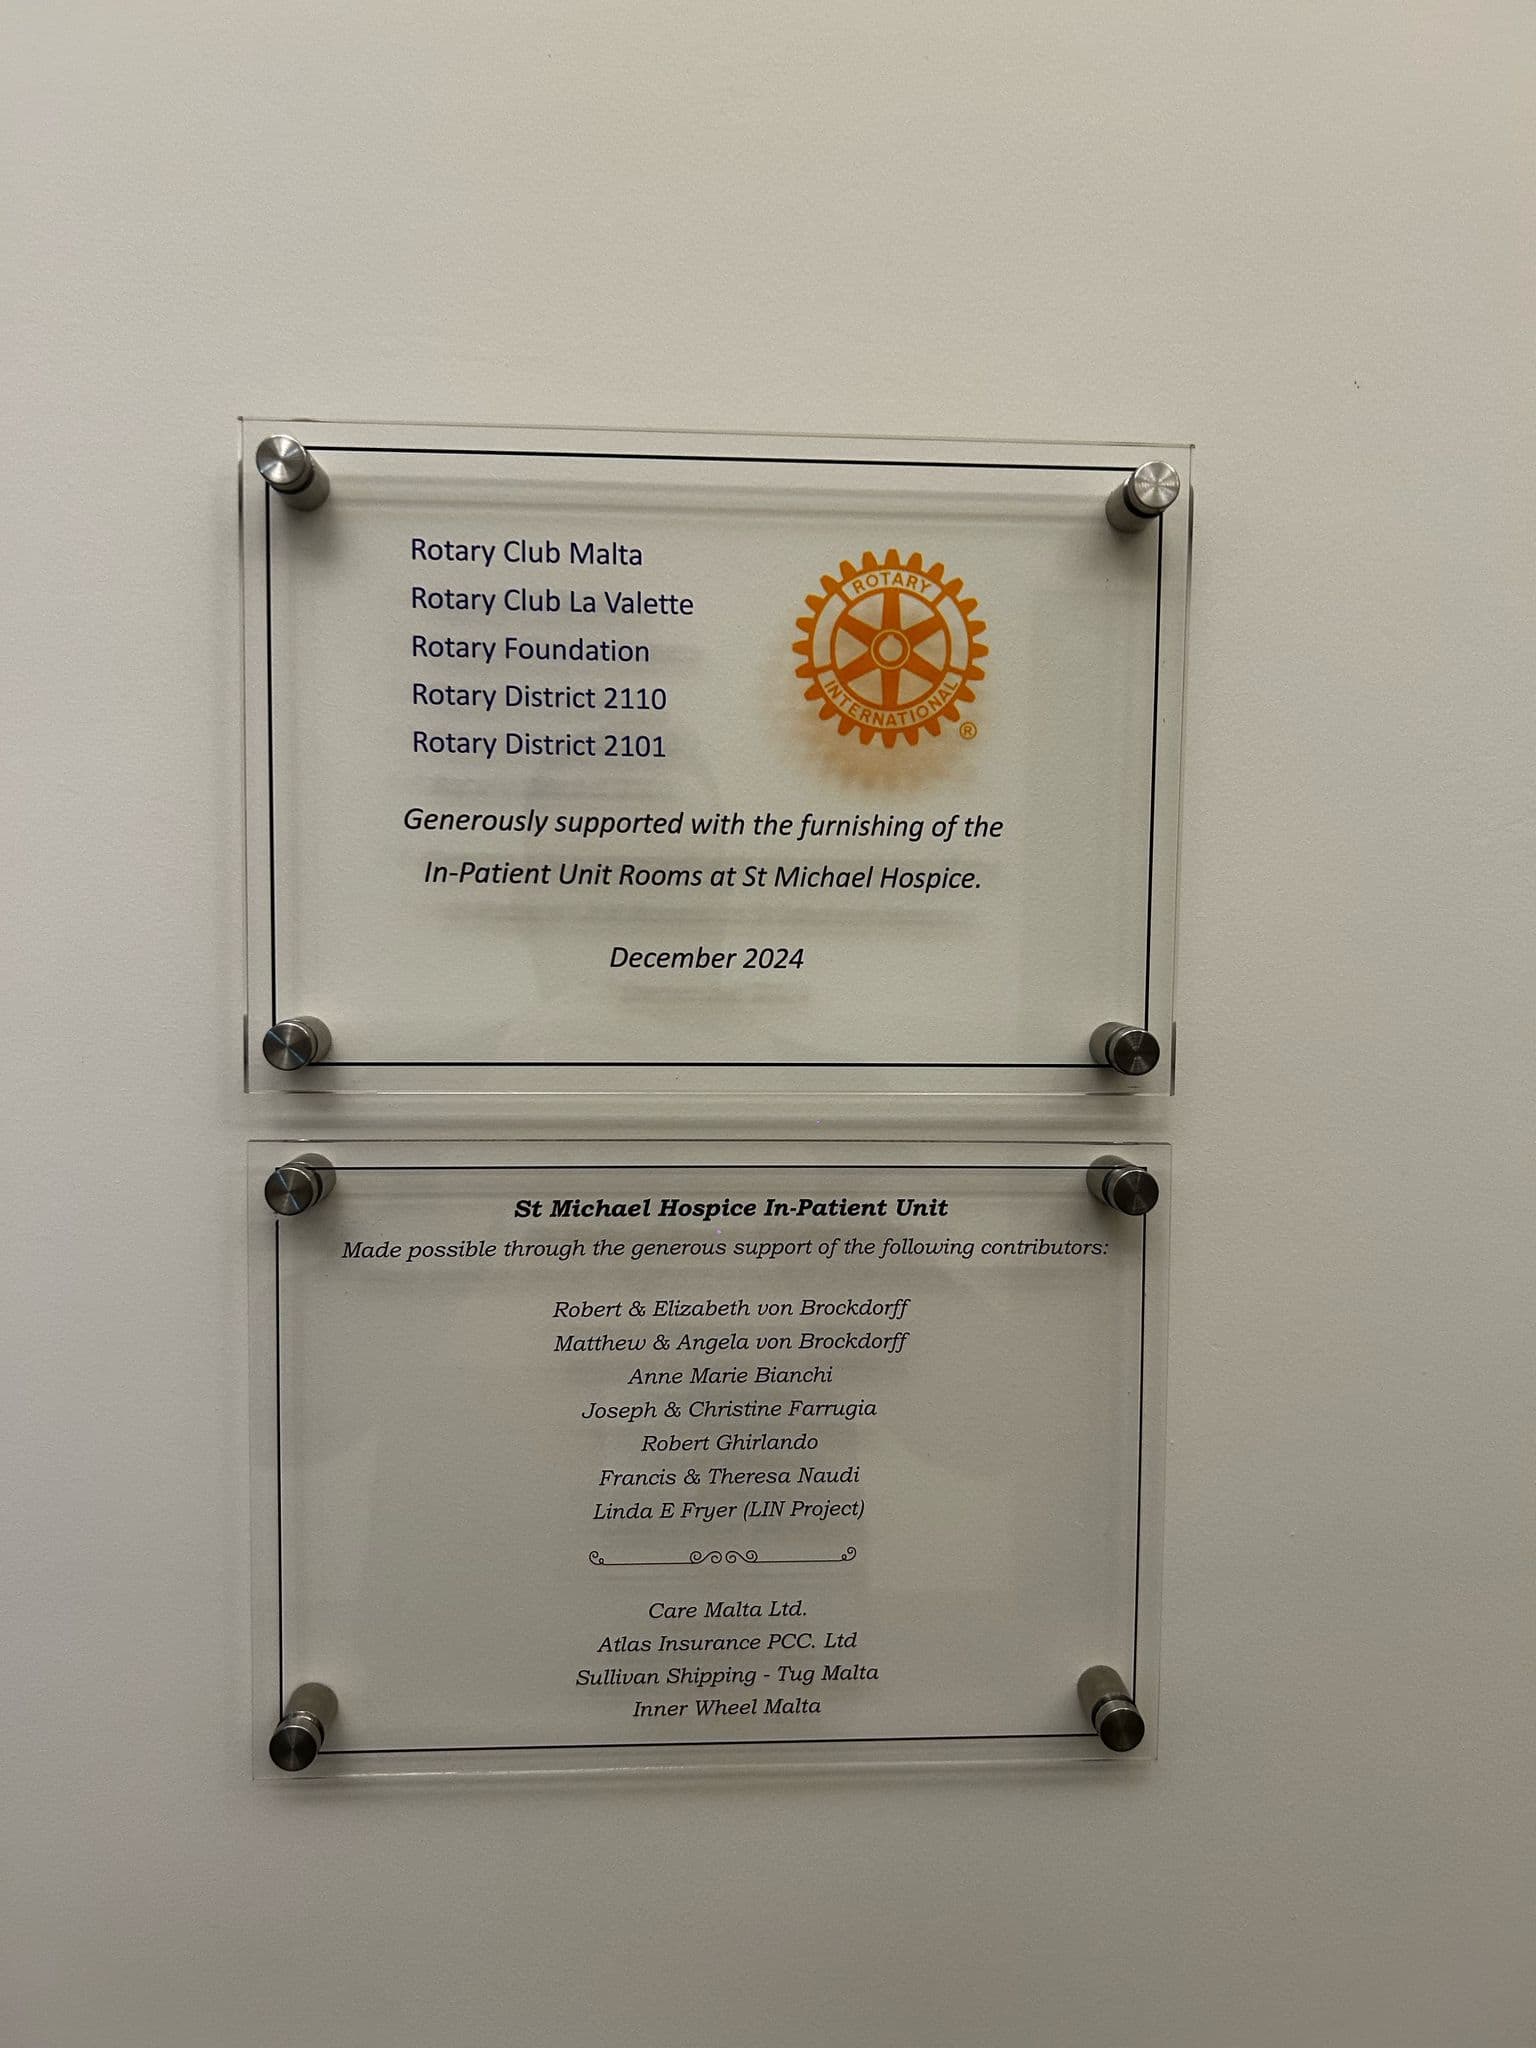 Rotary Club Malta
Rotary Club La Valette
Rotary Foundation
Rotary District 2110
Rotary District 2101
ROTARY
INTERNATIONAL
®
Generously supported with the furnishing of the
In-Patient Unit Rooms at St Michael Hospice.
December 2024
St Michael Hospice In-Patient Unit
Made possible through the generous support of the following contributors:
Robert & Elizabeth von Brockdorff
Matthew & Angela von Brockdorff
Anne Marie Bianchi
Joseph & Christine Farrugia
Robert Ghirlando
Francis & Theresa Naudi
Linda E Fryer (LIN Project)
Care Malta Ltd.
Atlas Insurance PCC. Ltd
Sullivan Shipping - Tug Malta
Inner Wheel Malta